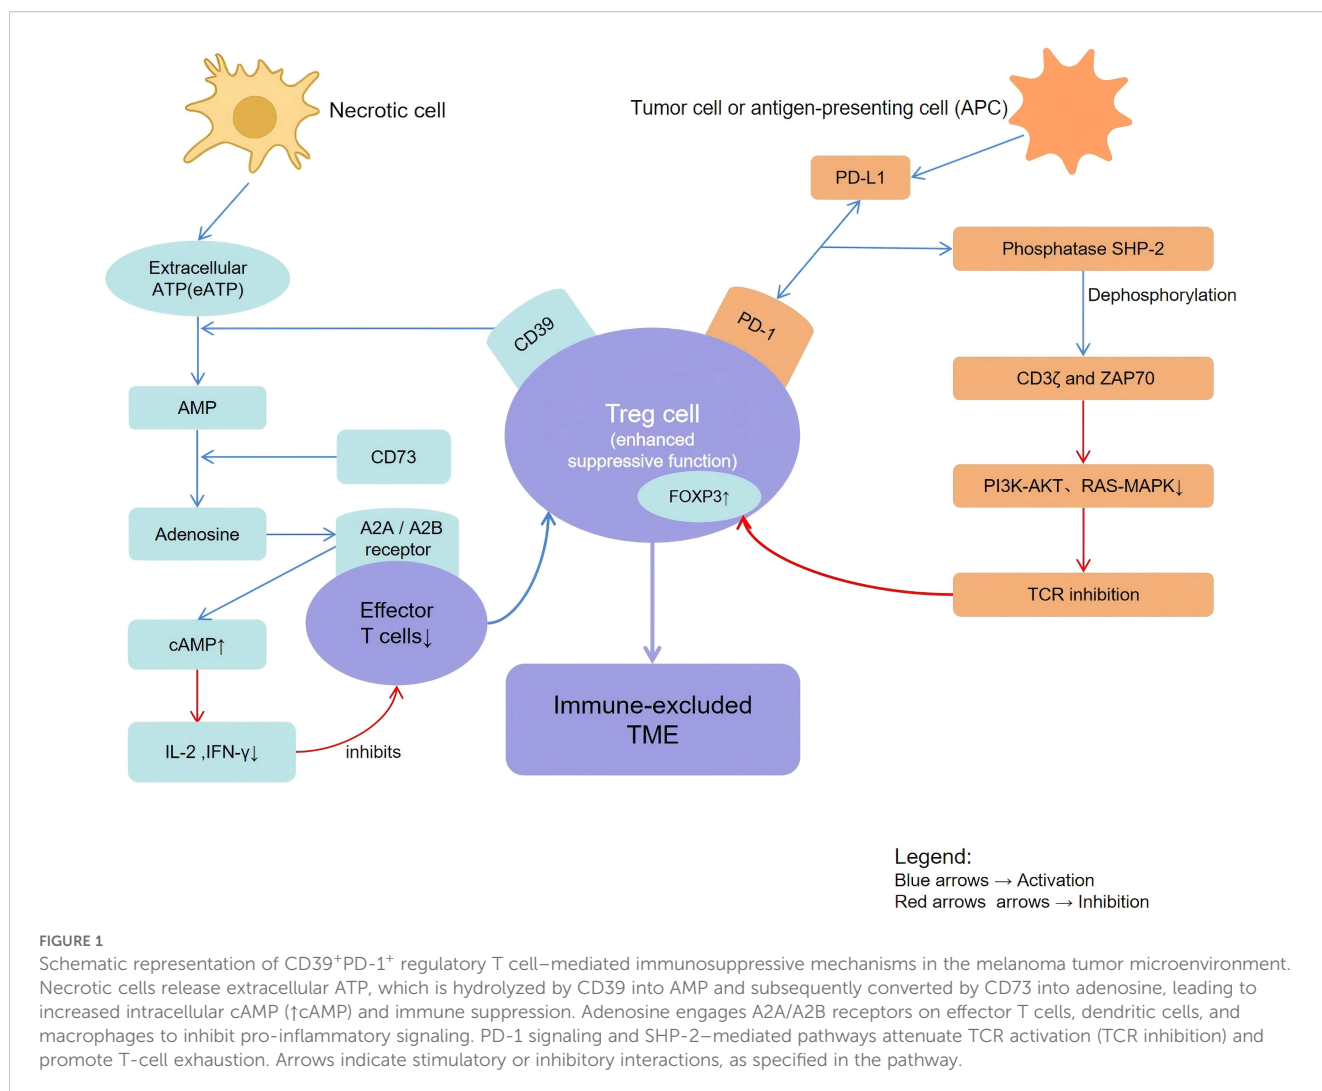 Necrotic cell
Tumor cell or antigen-presenting cell (APC)
PD-L1
Extracellular
ATP(eATP)
Phosphatase SHP-2
Dephosphorylation
CD39
PD-1
CD3ζ and ZAP70
AMP
Treg cell
(enhanced
suppressive function)
CD73
FOXP3↑
PI3K-AKT、RAS-MAPK↓
Adenosine
A2A / A2B
receptor
TCR inhibition
Effector
T cells↓
cAMP↑
Immune-excluded
TME
IL-2 ,IFN-γ↓
inhibits
Legend:
Blue arrows → Activation
Red arrows  arrows → Inhibition
FIGURE 1
Schematic representation of CD39⁺PD-1⁺ regulatory T cell–mediated immunosuppressive mechanisms in the melanoma tumor microenvironment.
Necrotic cells release extracellular ATP, which is hydrolyzed by CD39 into AMP and subsequently converted by CD73 into adenosine, leading to
increased intracellular cAMP (↑cAMP) and immune suppression. Adenosine engages A2A/A2B receptors on effector T cells, dendritic cells, and
macrophages to inhibit pro-inflammatory signaling. PD-1 signaling and SHP-2–mediated pathways attenuate TCR activation (TCR inhibition) and
promote T-cell exhaustion. Arrows indicate stimulatory or inhibitory interactions, as specified in the pathway.